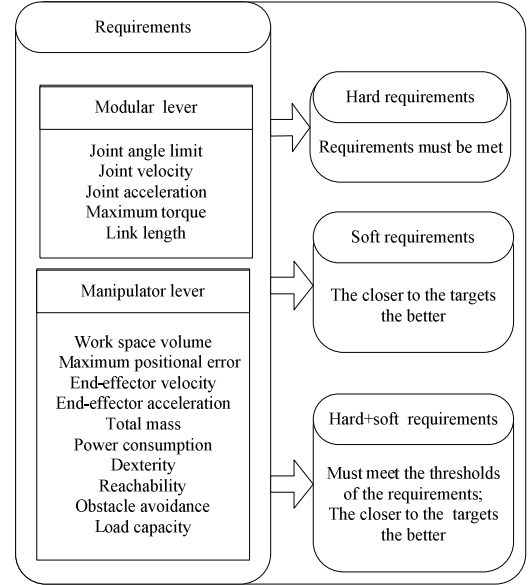 Requirements
Modular lever
Joint angle limit
Joint velocity
Joint acceleration
Maximum torque
Link length
Manipulator lever
Work space volume
Maximum positional error
End-effector velocity
End-effector acceleration
Total mass
Power consumption
Dexterity
Reachability
Obstacle avoidance
Load capacity
Hard requirements
Requirements must be met
Soft requirements
The closer to the targets
the better
Hard+soft requirements
Must meet the thresholds
of the requirements;
The closer to the targets
the better